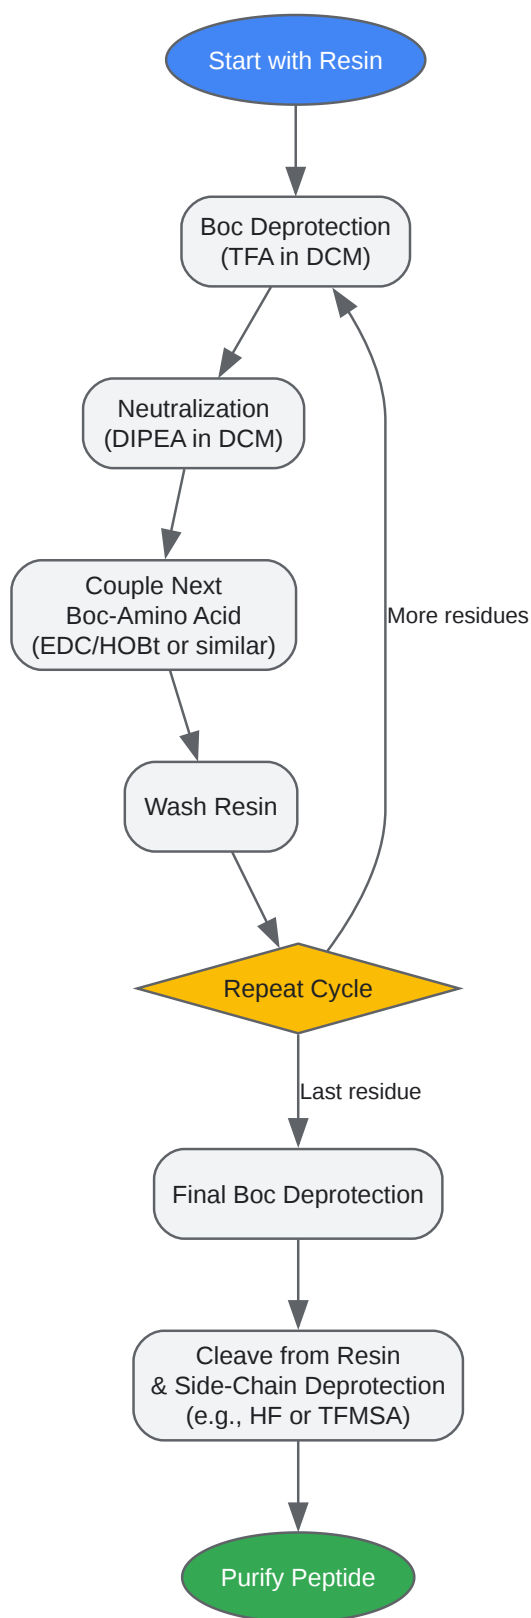 Start with Resin
Boc Deprotection
(TFA in DCM)
Neutralization
(DIPEA in DCM)
Couple Next
Boc-Amino Acid
(EDC/HOBt or similar)
More residues
Wash Resin
Repeat Cycle
Last residue
Final Boc Deprotection
Cleave from Resin
& Side-Chain Deprotection
(e.g., HF or TFMSA)
Purify Peptide